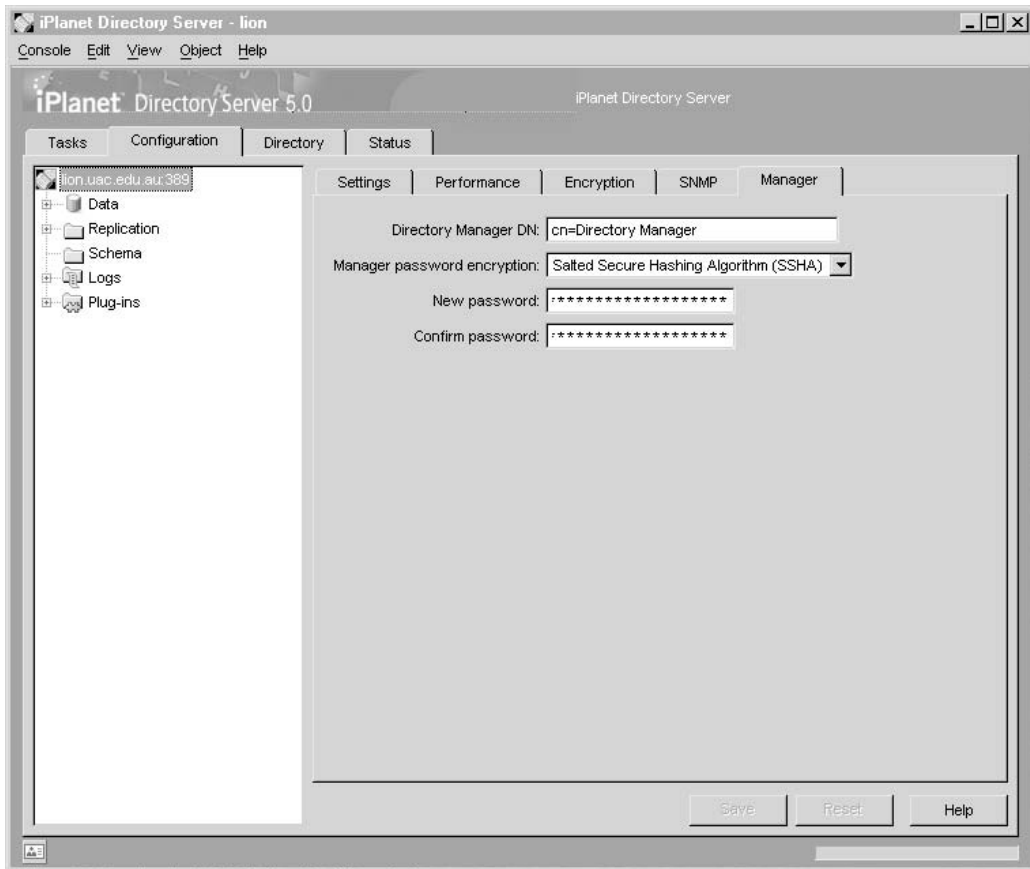 iPlanet Directory Server - lion
Console Edit View Object Help
iPlanet Directory Server 5.0
iPlanet Directory Server
Tasks Configuration Directory Status
lion.uac.edu.au:389
Data
Replication
Schema
Logs
Plug-ins
Settings Performance Encryption SNMP Manager
Directory Manager DN: cn=Directory Manager
Manager password encryption: Salted Secure Hashing Algorithm (SSHA)
New password: *******************
Confirm password: *******************
Save Reset Help